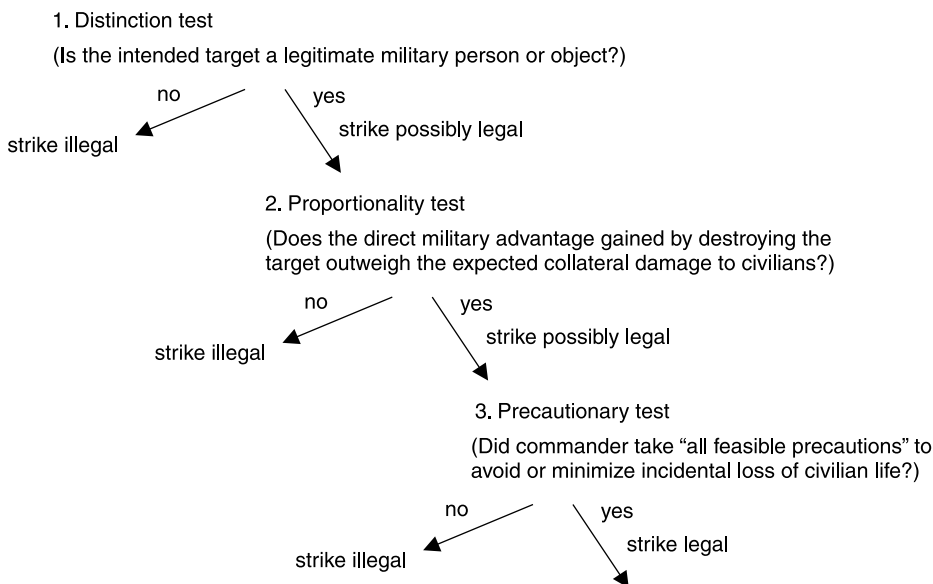 1. Distinction test
(Is the intended target a legitimate military person or object?)
no
yes
strike illegal
strike possibly legal
2. Proportionality test
(Does the direct military advantage gained by destroying the
target outweigh the expected collateral damage to civilians?)
no
yes
strike illegal
strike possibly legal
3. Precautionary test
(Did commander take “all feasible precautions” to
avoid or minimize incidental loss of civilian life?)
no
yes
strike illegal
strike legal